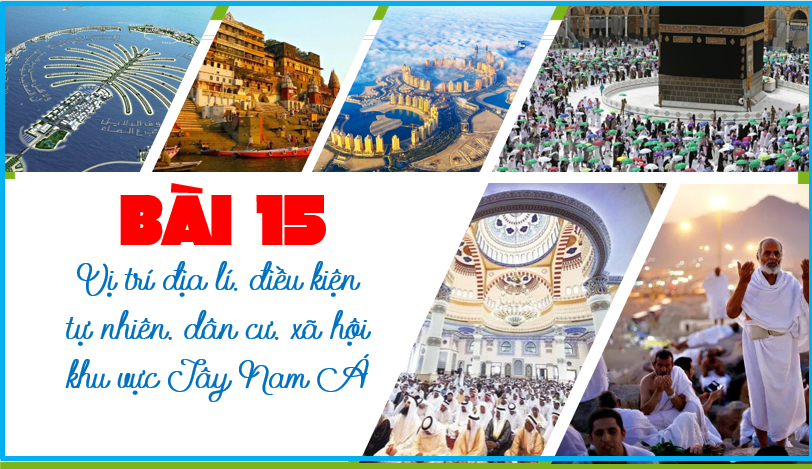 BÀI 15
Vị trí địa lí, điều kiện
tự nhiên, dân cư, xã hội
khu vực Tây Nam Á